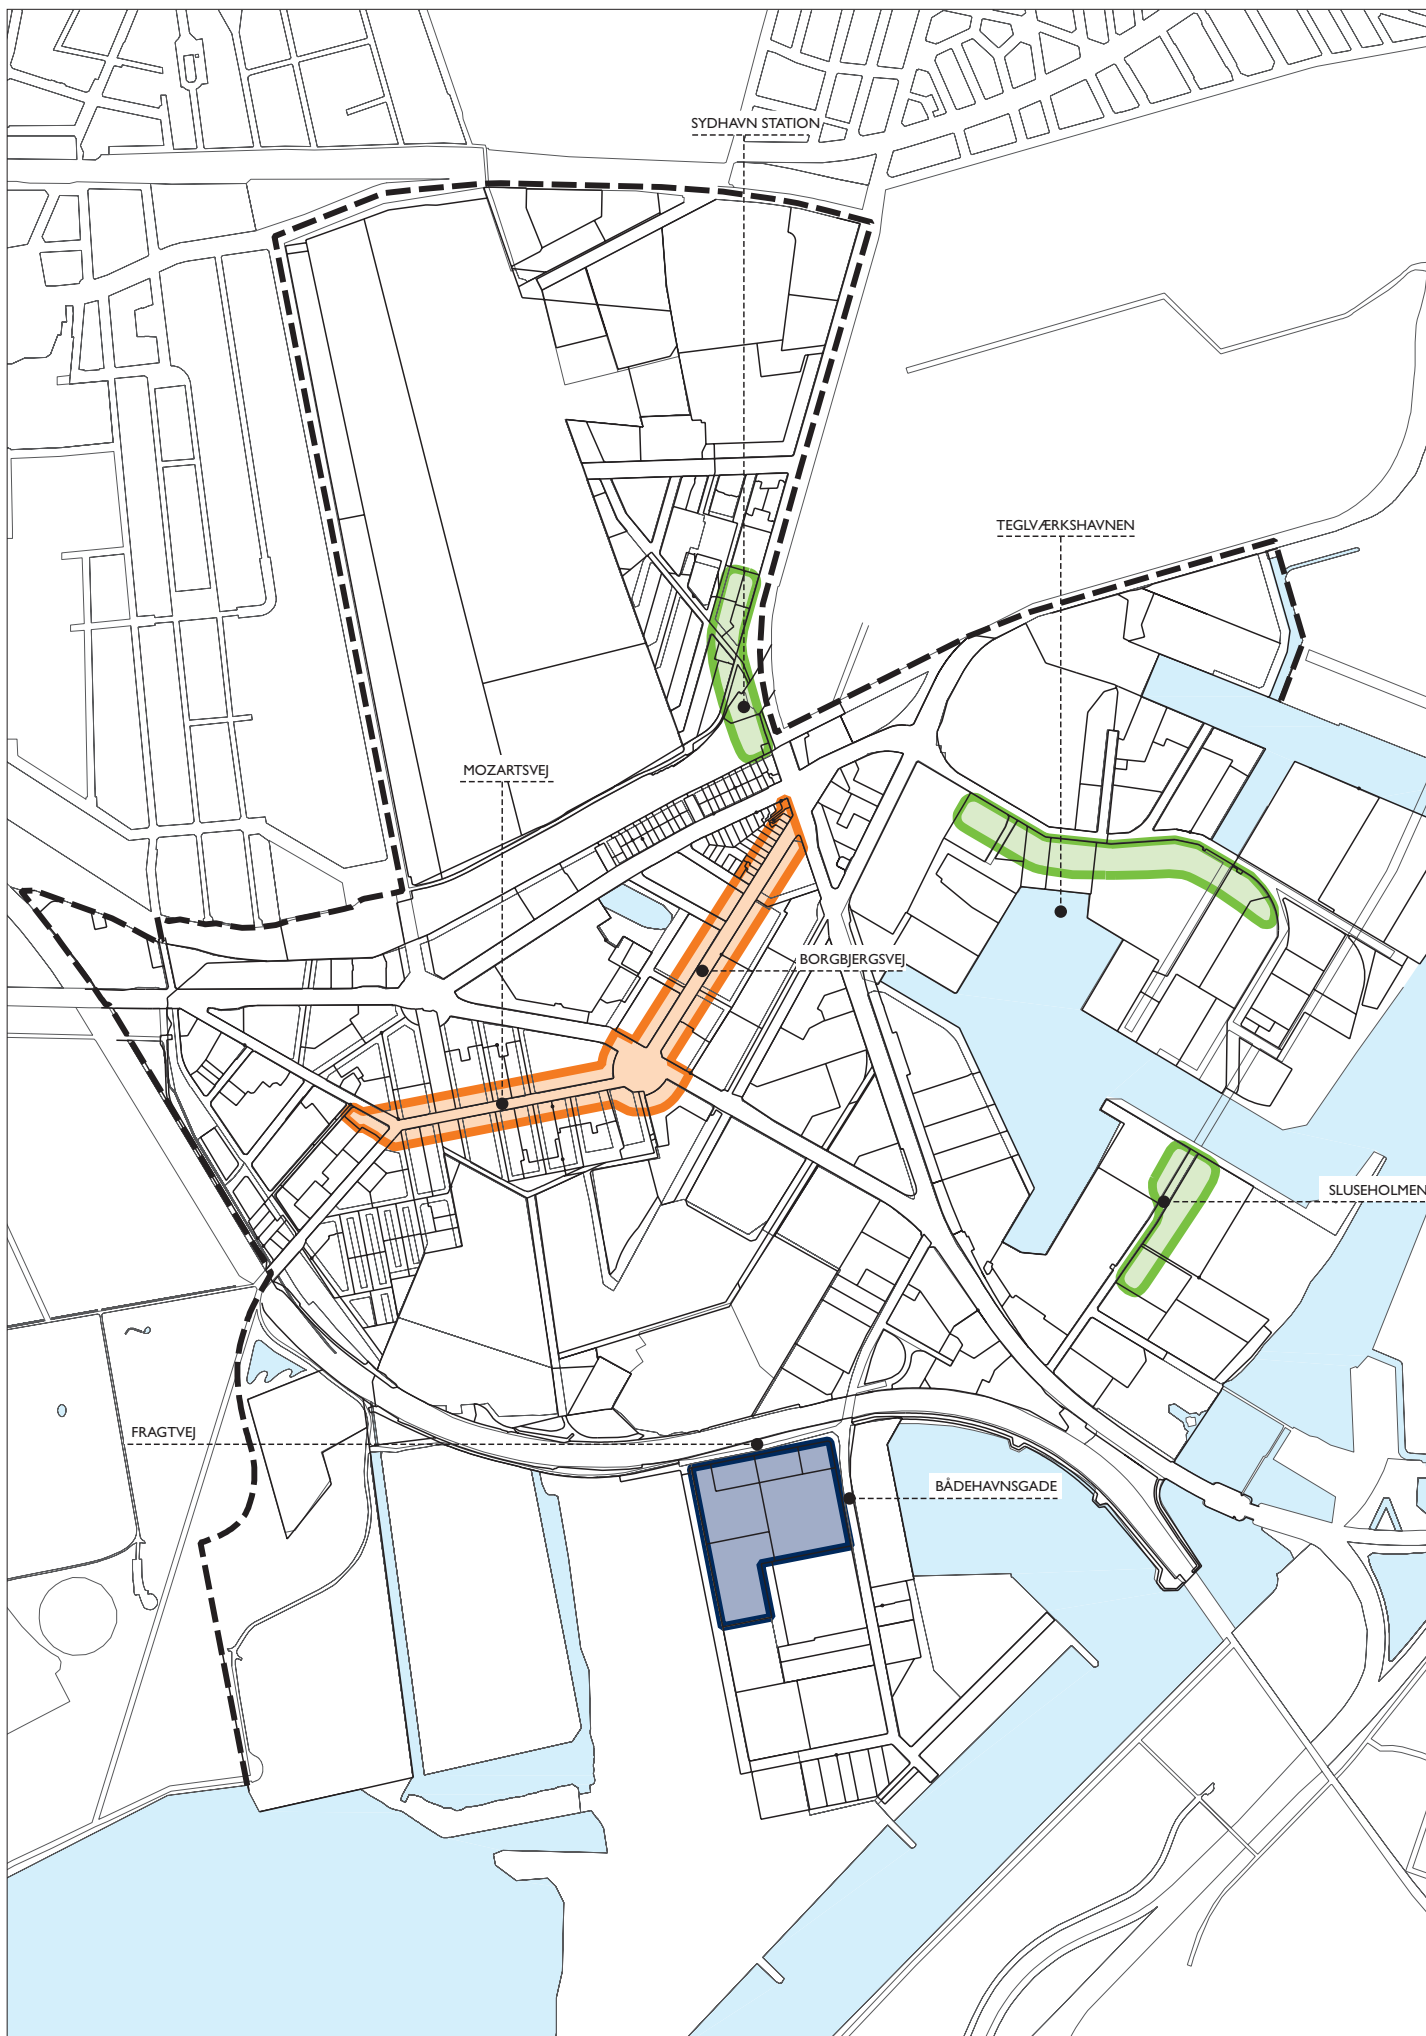 SYDHAVN STATION
TEGLVÆRKSHAVNEN
MOZARTSVEJ
BORGBJERGSVEJ
SLUSEHOLMEN
FRAGTVEJ
BÅDEHAVNSGADE